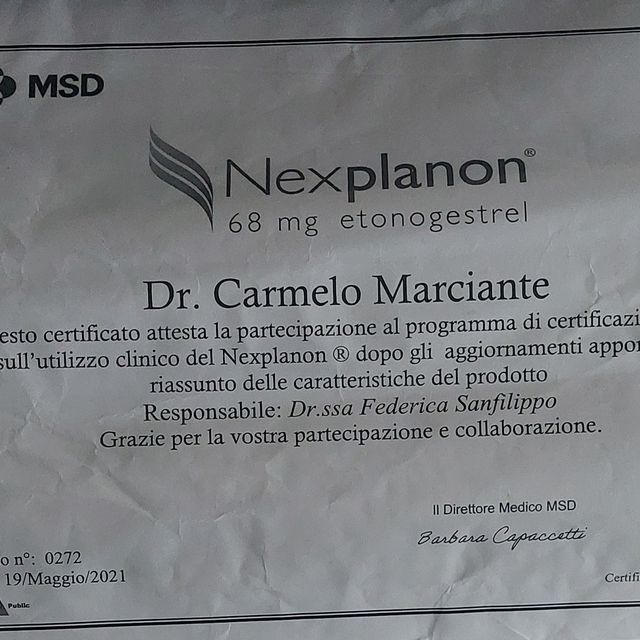 MSD
Nexplanon®
68 mg etonogestrel
Dr. Carmelo Marciante
esto certificato attesta la partecipazione al programma di certificazi
sull'utilizzo clinico del Nexplanon ® dopo gli aggiornamenti appor
riassunto delle caratteristiche del prodotto
Responsabile: Dr.ssa Federica Sanfilippo
Grazie per la vostra partecipazione e collaborazione.
Il Direttore Medico MSD
Barbara Capaccetti
o n°: 0272
19/Maggio/2021
Certifi
Public